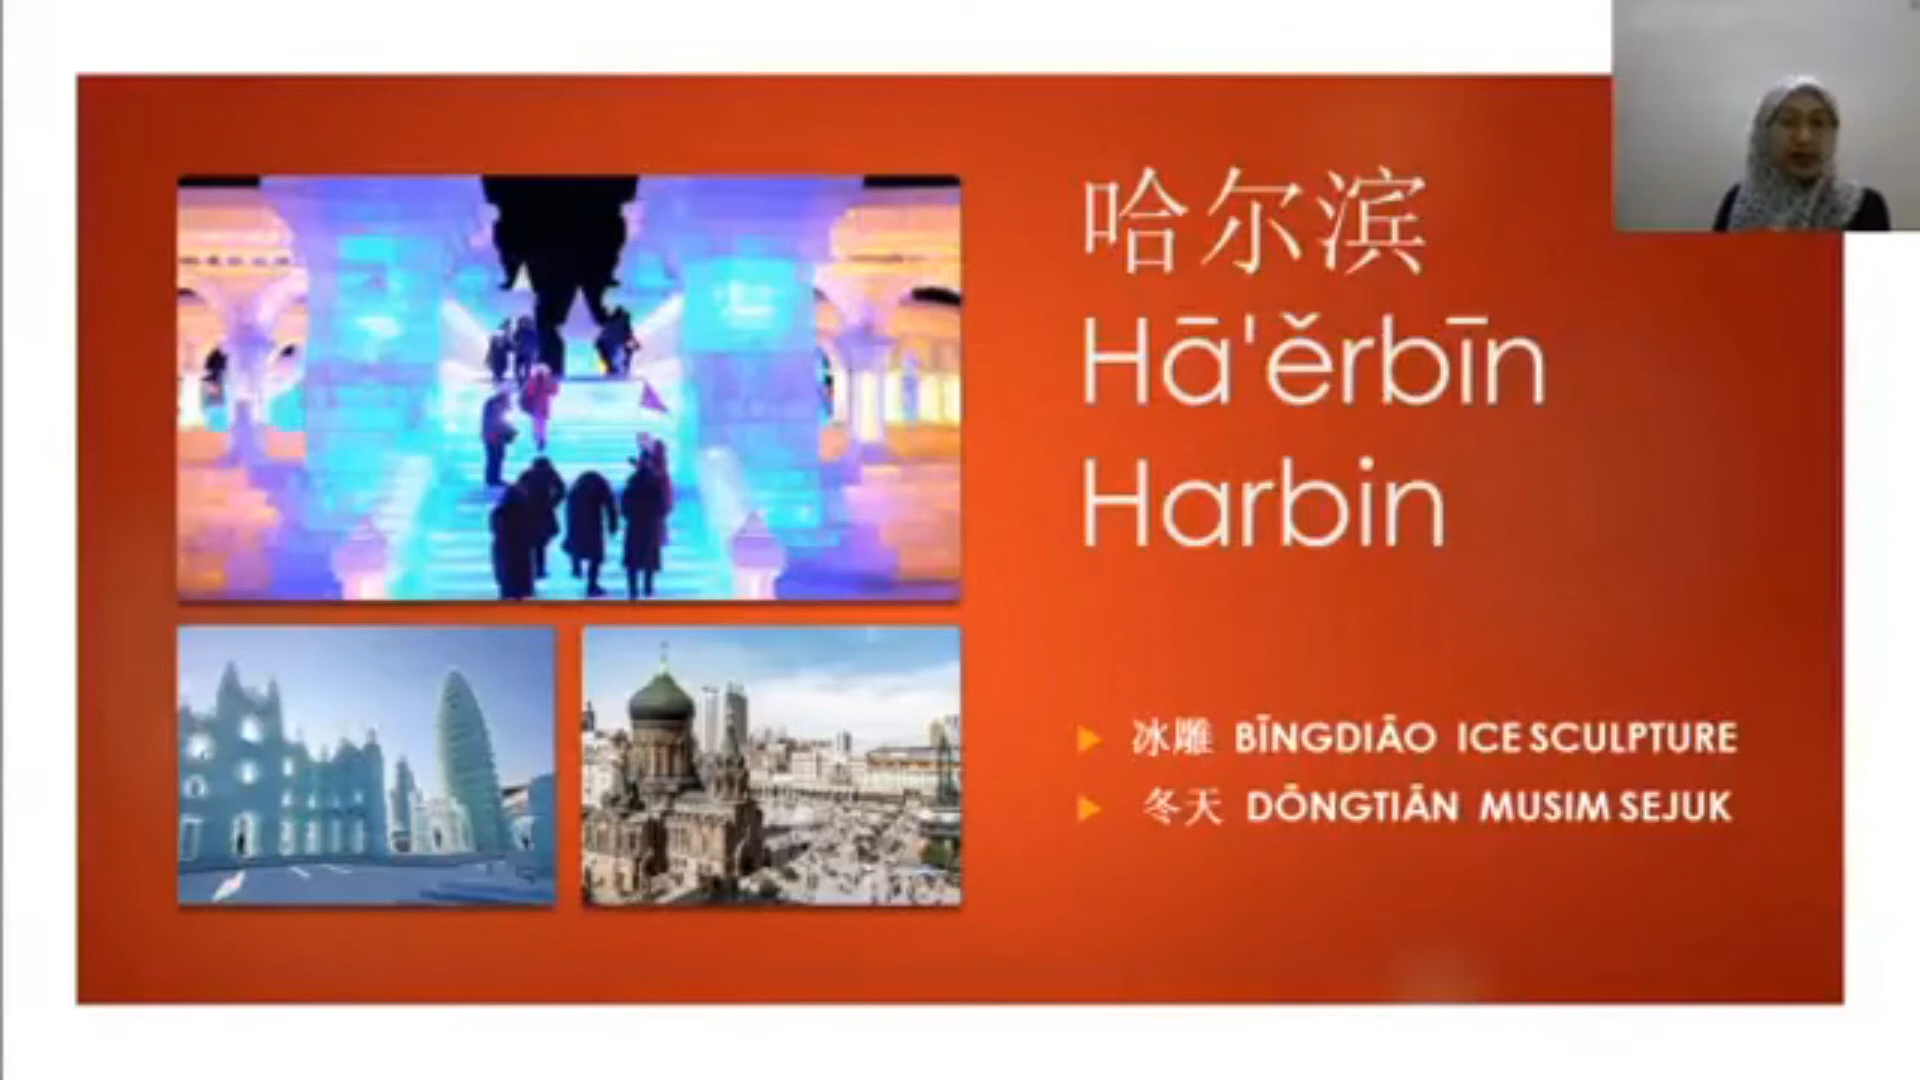 哈尔滨
Hā'ěrbīn
Harbin
冰雕 BĪNGDIĀO ICE SCULPTURE
冬天 DŌNGTIĀN MUSIM SEJUK